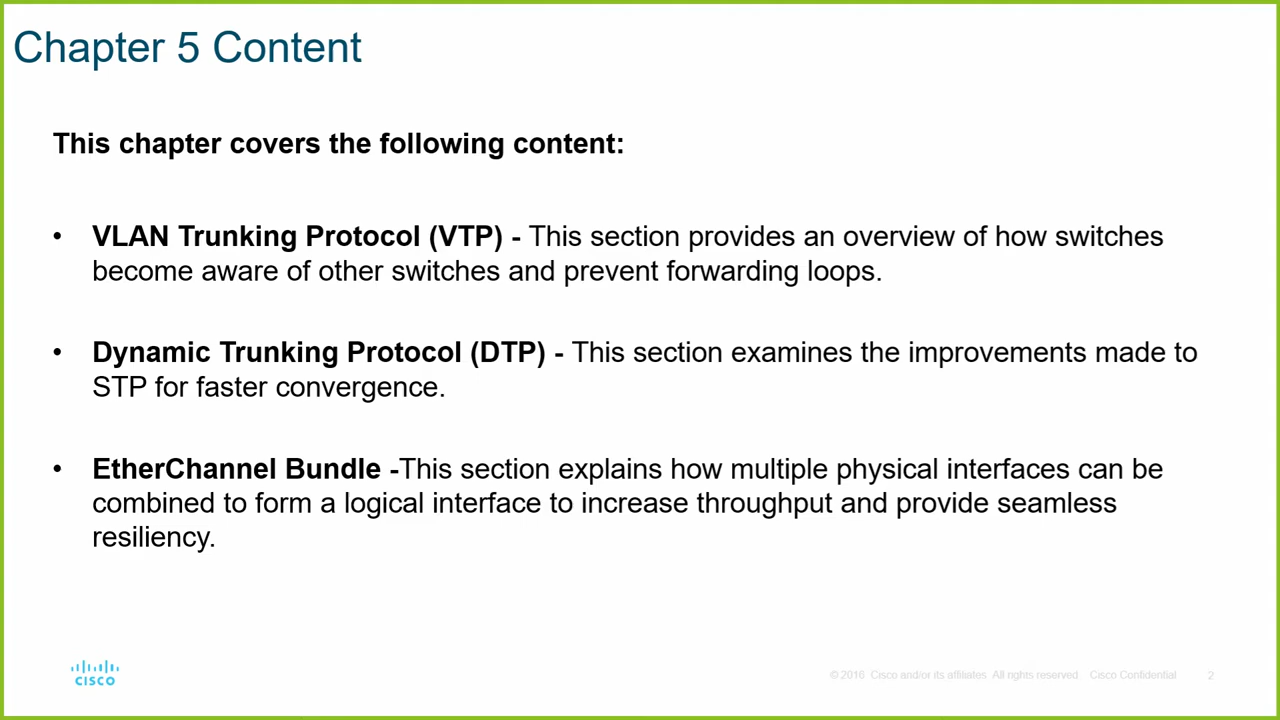 Chapter 5 Content
This chapter covers the following content:
• VLAN Trunking Protocol (VTP) - This section provides an overview of how switches
become aware of other switches and prevent forwarding loops.
• Dynamic Trunking Protocol (DTP) - This section examines the improvements made to
STP for faster convergence.
• EtherChannel Bundle -This section explains how multiple physical interfaces can be
combined to form a logical interface to increase throughput and provide seamless
resiliency.
CISCO
© 2016 Cisco and/or its affiliates. All rights reserved. Cisco Confidential 2